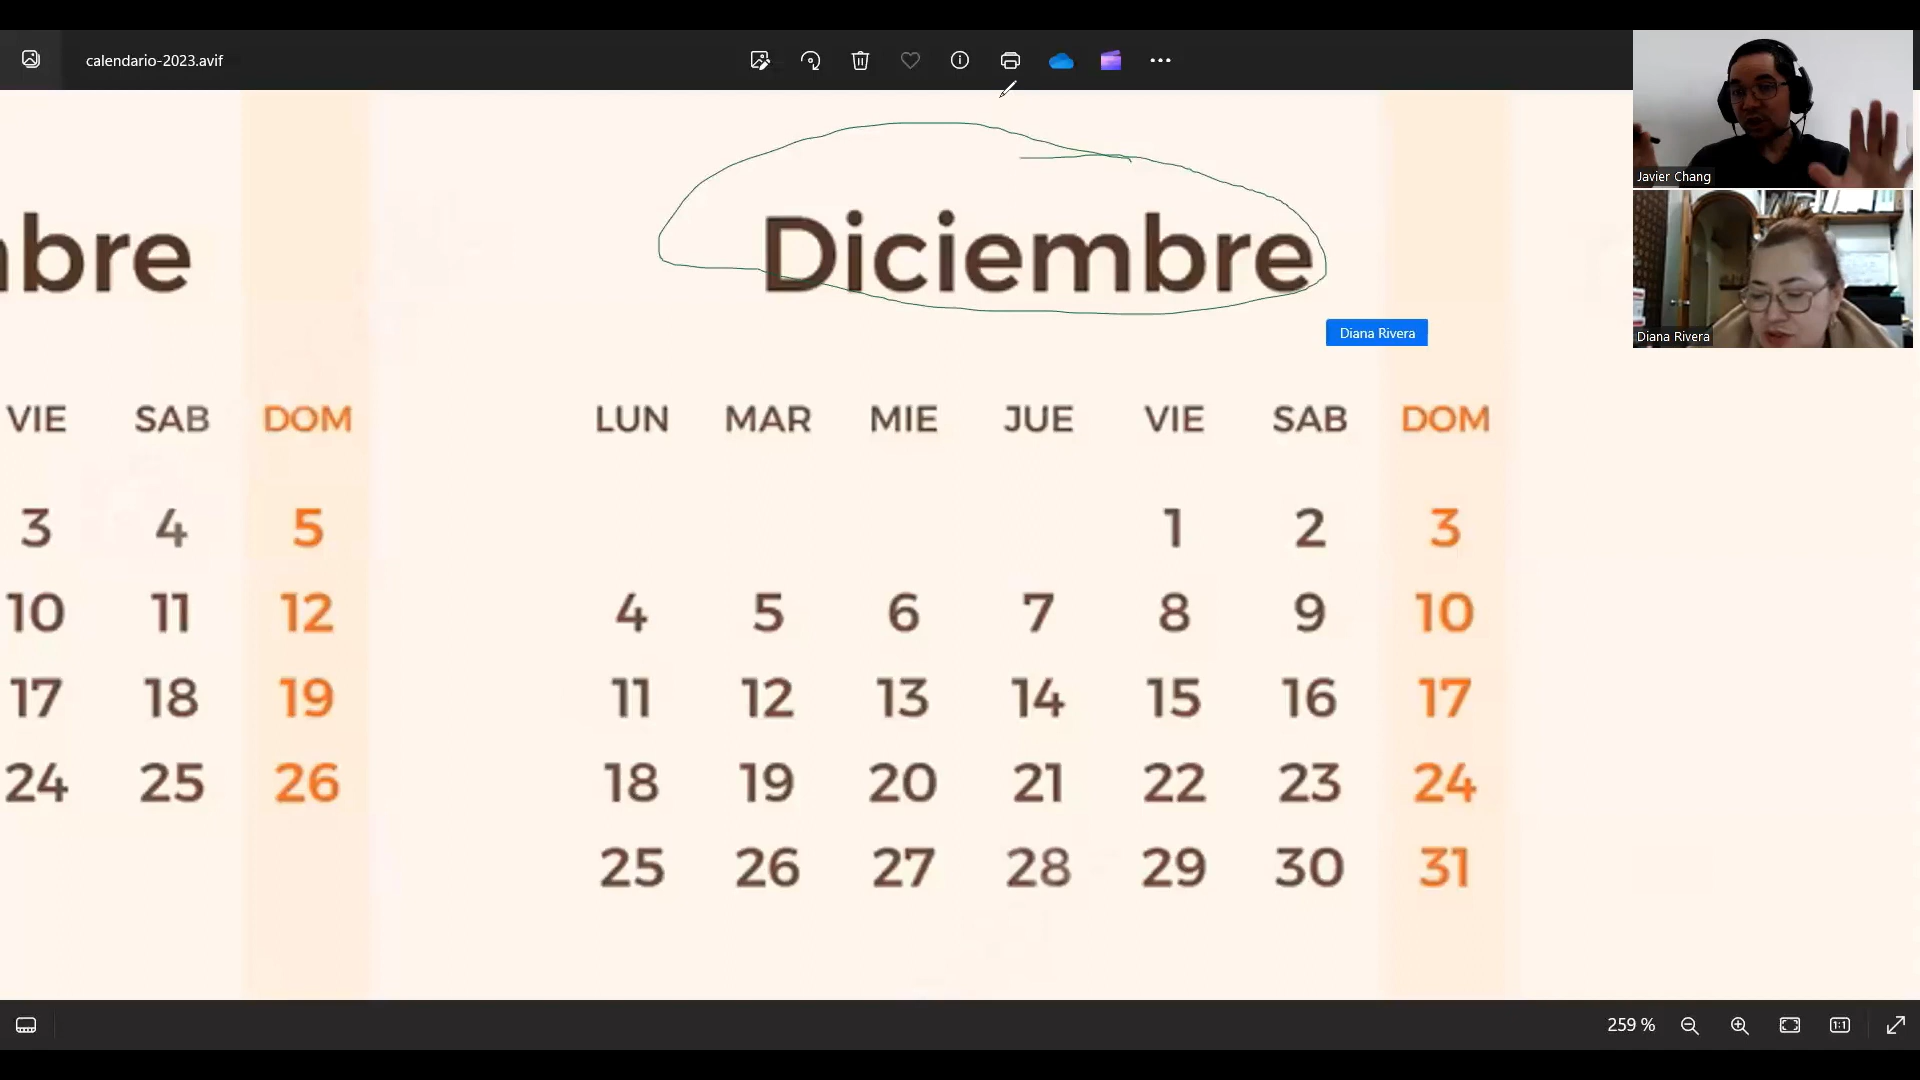 calendario-2023.avif
Javier Chang
Diana Rivera
mbre
Diciembre
Diana Rivera
VIE SAB DOM
3 4 5
10 11 12
17 18 19
24 25 26
LUN MAR MIE JUE VIE SAB DOM
1 2 3
4 5 6 7 8 9 10
11 12 13 14 15 16 17
18 19 20 21 22 23 24
25 26 27 28 29 30 31
259 %
1:1